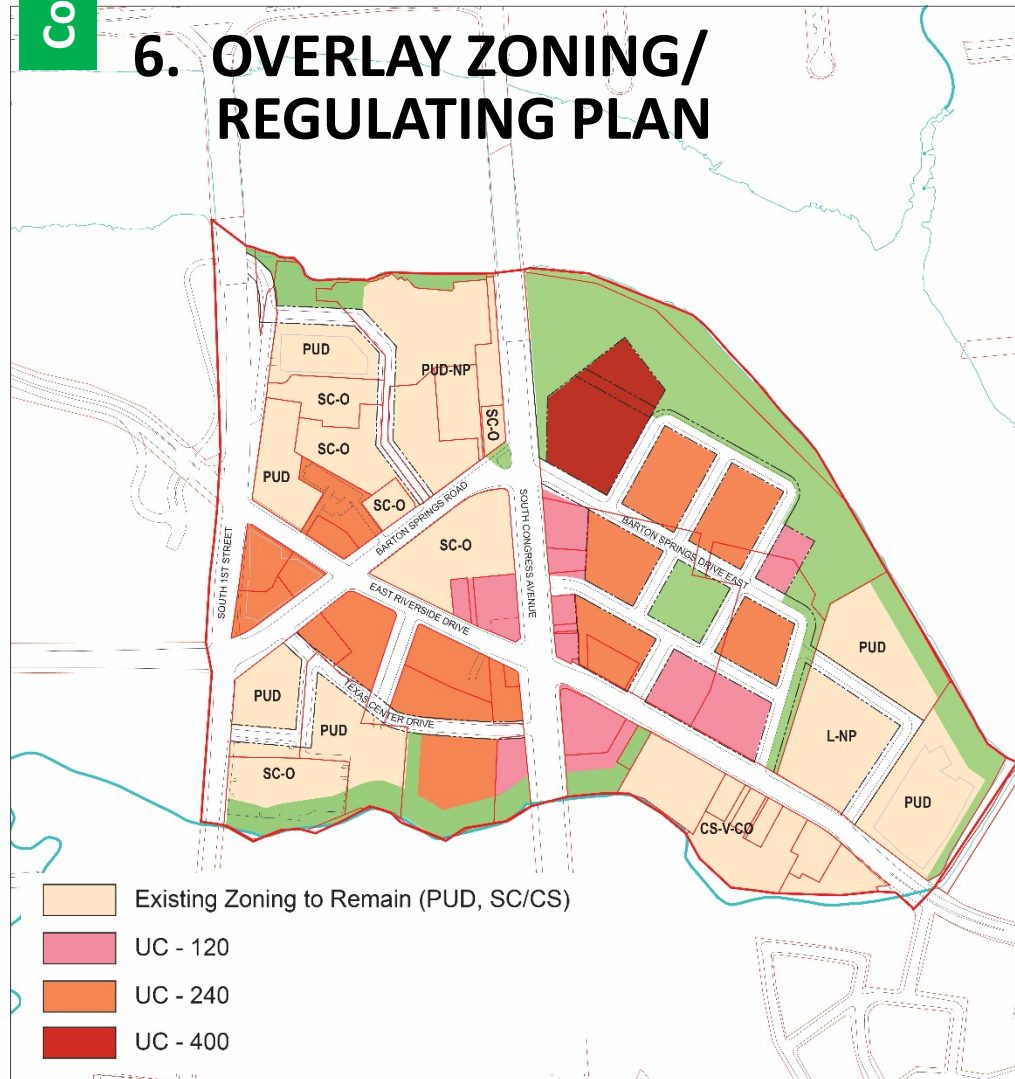 Co
6. OVERLAY ZONING/
REGULATING PLAN
PUD
PUD-NP
SC-O
SC-O
SC-O
PUD
SC-O
BARTON SPRINGS ROAD
SC-O
SOUTH CONGRESS AVENUE
BARTON SPRINGS DRIVE EAST
SOUTH 1ST STREET
EAST RIVERSIDE DRIVE
PUD
PUD
TEXAS CENTER DRIVE
PUD
L-NP
SC-O
PUD
CS-V-CO
Existing Zoning to Remain (PUD, SC/CS)
UC - 120
UC - 240
UC - 400